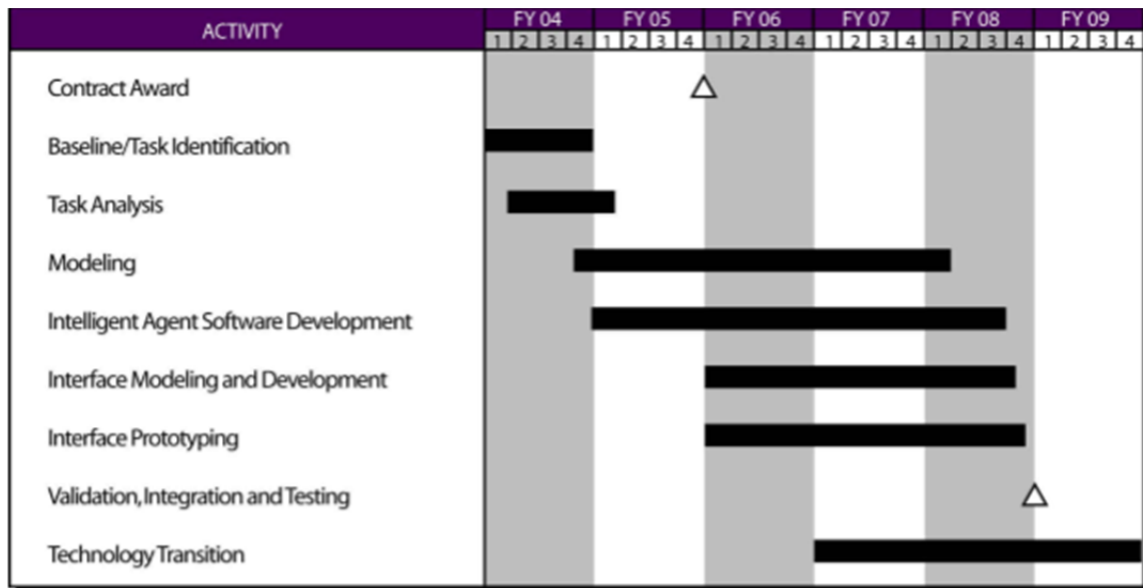 ACTIVITY FY 04 FY 05 FY 06 FY 07 FY 08 FY 09
1 2 3 4 1 2 3 4 1 2 3 4 1 2 3 4 1 2 3 4 1 2 3 4
Contract Award
Baseline/Task Identification
Task Analysis
Modeling
Intelligent Agent Software Development
Interface Modeling and Development
Interface Prototyping
Validation, Integration and Testing
Technology Transition